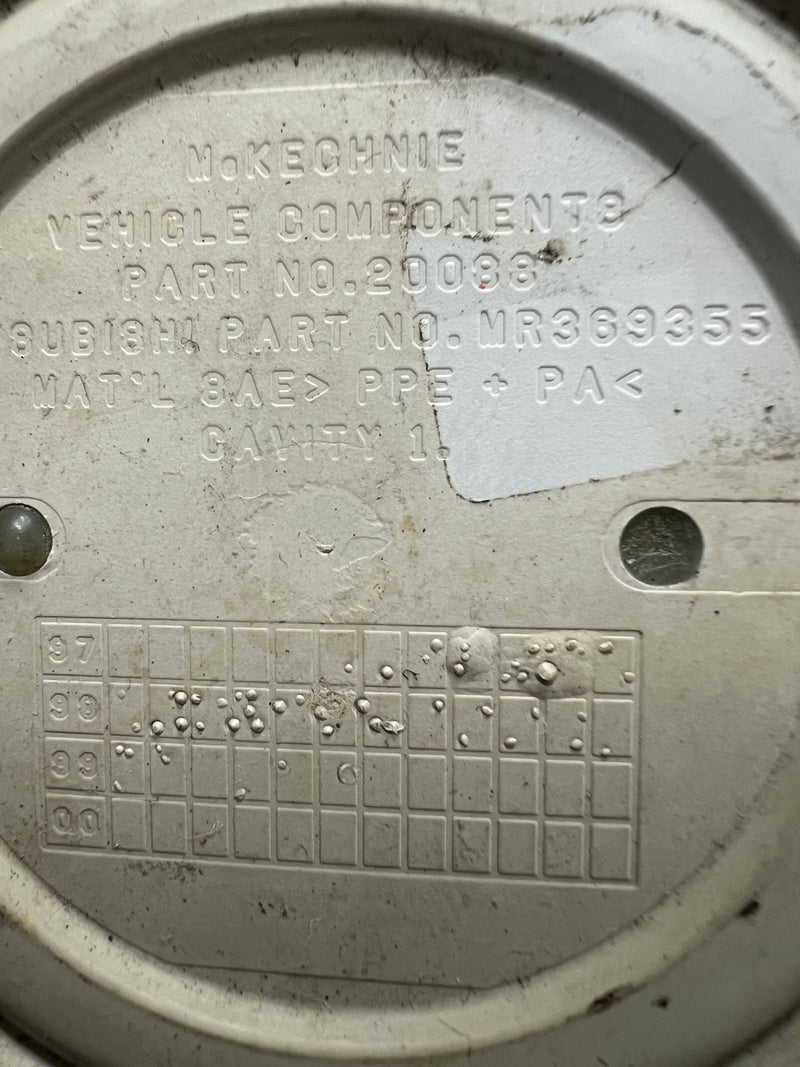 McKECHNIE
VEHICLE COMPONENTS
PART NO.20088
SUBISHI PART NO. MR369355
MAT'L SAE> PPE + PA<
CAVITY 1.
97
98
99
00